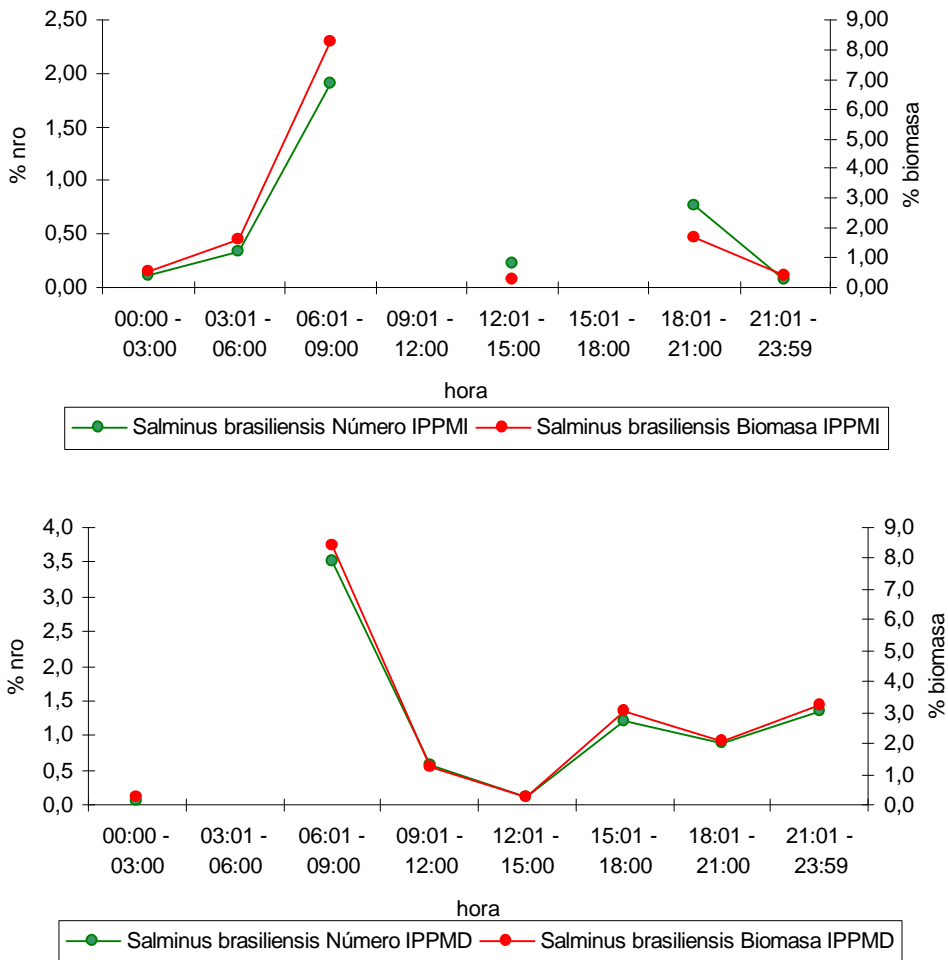 2,50
2,00
1,50
1,00
0,50
0,00
% nro
9,00
8,00
7,00
6,00
5,00
4,00
3,00
2,00
1,00
0,00
% biomasa
00:00 - 03:01 - 06:01 - 09:01 - 12:01 - 15:01 - 18:01 - 21:01 -
03:00 06:00 09:00 12:00 15:00 18:00 21:00 23:59
hora
Salminus brasiliensis Número IPPMI Salminus brasiliensis Biomasa IPPMI
4,0
3,5
3,0
2,5
2,0
1,5
1,0
0,5
0,0
% nro
9,0
8,0
7,0
6,0
5,0
4,0
3,0
2,0
1,0
0,0
% biomasa
00:00 - 03:01 - 06:01 - 09:01 - 12:01 - 15:01 - 18:01 - 21:01 -
03:00 06:00 09:00 12:00 15:00 18:00 21:00 23:59
hora
Salminus brasiliensis Número IPPMD Salminus brasiliensis Biomasa IPPMD